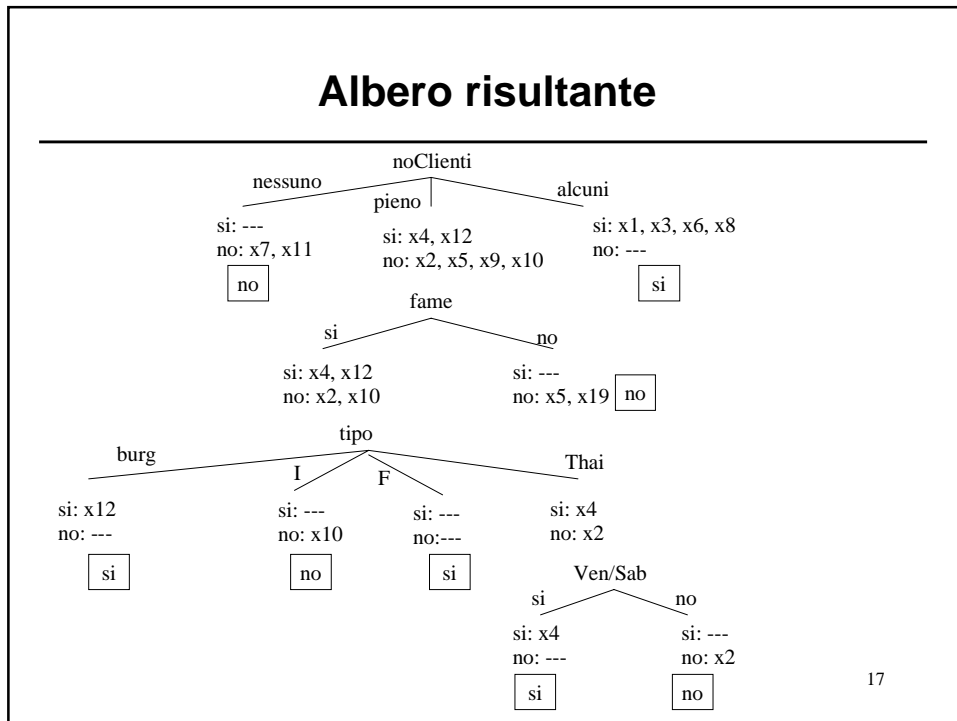 Albero risultante
noClienti
nessuno
pieno
alcuni
si: ---
no: x7, x11
no
si: x4, x12
no: x2, x5, x9, x10
si: x1, x3, x6, x8
no: ---
si
fame
si
no
si: x4, x12
no: x2, x10
si: ---
no: x5, x19
no
tipo
burg
I
F
Thai
si: x12
no: ---
si
si: ---
no: x10
no
si: ---
no:---
si
si: x4
no: x2
Ven/Sab
si
no
si: x4
no: ---
si
si: ---
no: x2
no
17